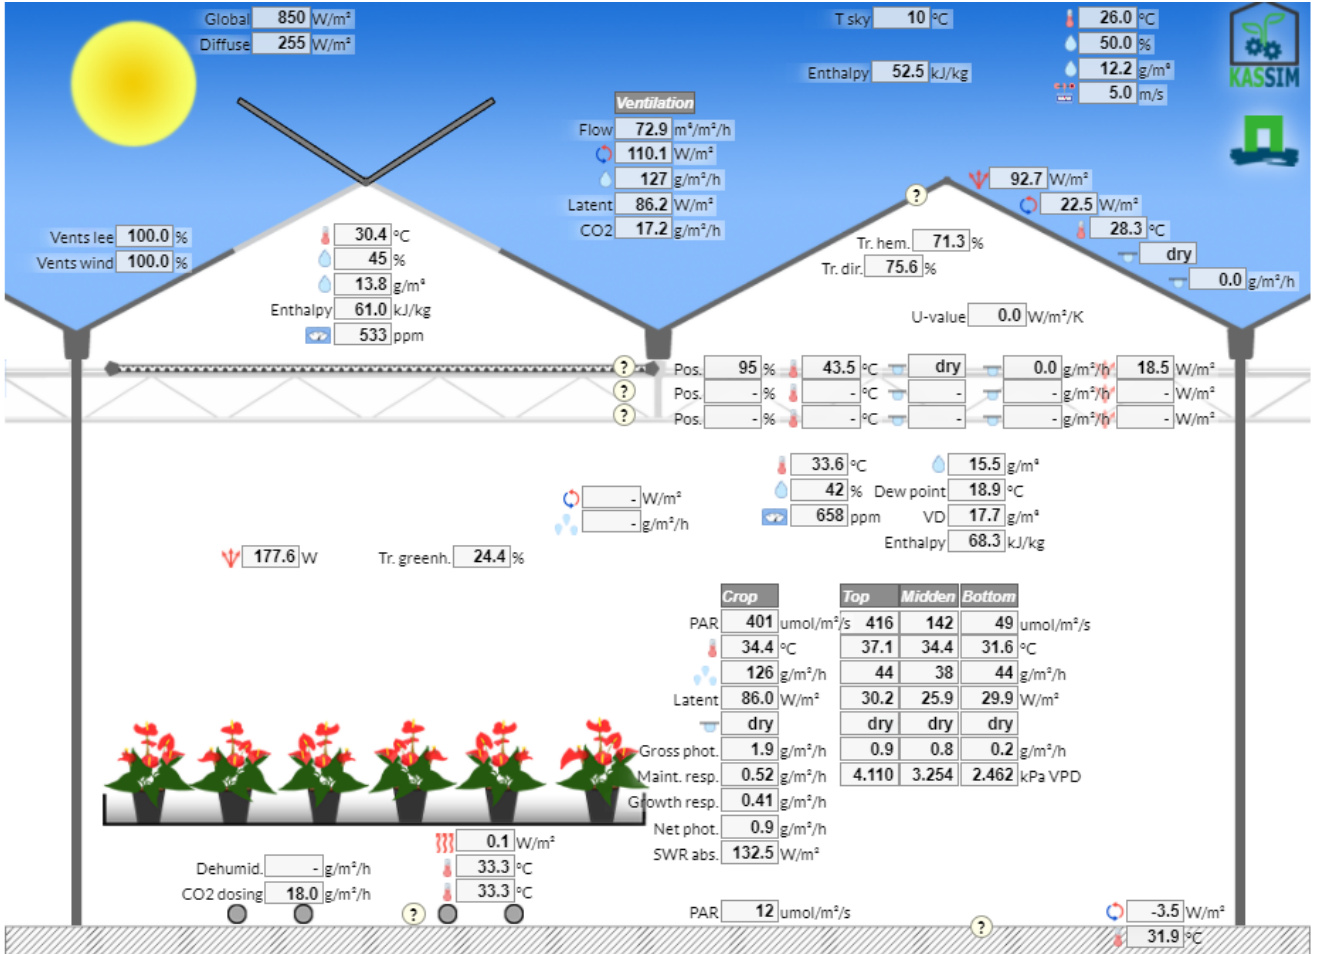 Global 850 W/m²
Diffuse 255 W/m²
T sky 10 °C
Enthalpy 52.5 kJ/kg
26.0 °C
50.0 %
12.2 g/m³
5.0 m/s
KASSIM
Ventilation
Flow 72.9 m³/m²/h
110.1 W/m²
127 g/m²/h
Latent 86.2 W/m²
CO2 17.2 g/m²/h
Vents lee 100.0 %
Vents wind 100.0 %
30.4 °C
45 %
13.8 g/m³
Enthalpy 61.0 kJ/kg
533 ppm
?
92.7 W/m²
22.5 W/m²
28.3 °C
dry
0.0 g/m²/h
Tr. hem. 71.3 %
Tr. dir. 75.6 %
U-value 0.0 W/m²/K
? Pos. 95 % 43.5 °C dry 0.0 g/m²/h 18.5 W/m²
? Pos. - % - °C - - g/m²/h - W/m²
? Pos. - % - °C - - g/m²/h - W/m²
33.6 °C 15.5 g/m³
42 % Dew point 18.9 °C
658 ppm VD 17.7 g/m³
Enthalpy 68.3 kJ/kg
- W/m²
- g/m²/h
177.6 W Tr. greenh. 24.4 %
Crop Top Midden Bottom
PAR 401 umol/m²/s 416 142 49 umol/m²/s
34.4 °C 37.1 34.4 31.6 °C
126 g/m²/h 44 38 44 g/m²/h
Latent 86.0 W/m² 30.2 25.9 29.9 W/m²
dry dry dry dry
Gross phot. 1.9 g/m²/h 0.9 0.8 0.2 g/m²/h
Maint. resp. 0.52 g/m²/h 4.110 3.254 2.462 kPa VPD
Growth resp. 0.41 g/m²/h
Net phot. 0.9 g/m²/h
SWR abs. 132.5 W/m²
0.1 W/m²
Dehumid. - g/m²/h 33.3 °C
CO2 dosing 18.0 g/m²/h 33.3 °C
? PAR 12 umol/m²/s ? -3.5 W/m²
31.9 °C